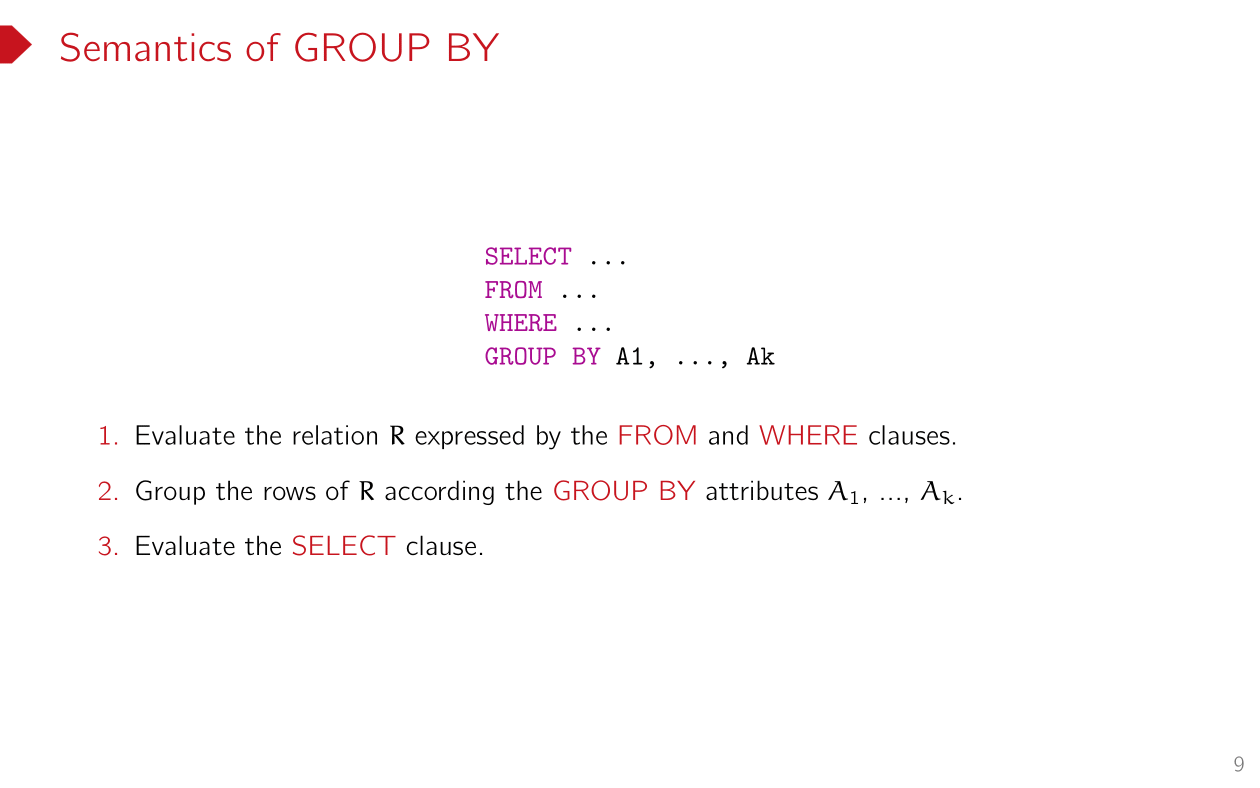 Semantics of GROUP BY
SELECT ...
FROM ...
WHERE ...
GROUP BY A1, ..., Ak
1. Evaluate the relation R expressed by the FROM and WHERE clauses.
2. Group the rows of R according the GROUP BY attributes A₁, ..., Aₖ.
3. Evaluate the SELECT clause.
9